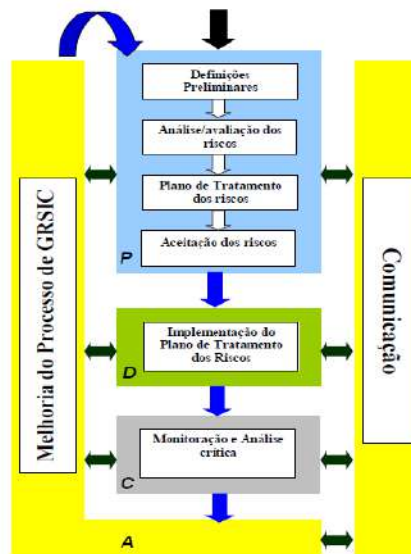 Definições
Preliminares
Análise/avaliação dos
riscos
Plano de Tratamento
dos riscos
Aceitação dos riscos
P
Implementação do
Plano de Tratamento
dos Riscos
D
Monitoração e Análise
crítica
C
A
Melhoria do Processo de GRSIC
Comunicação